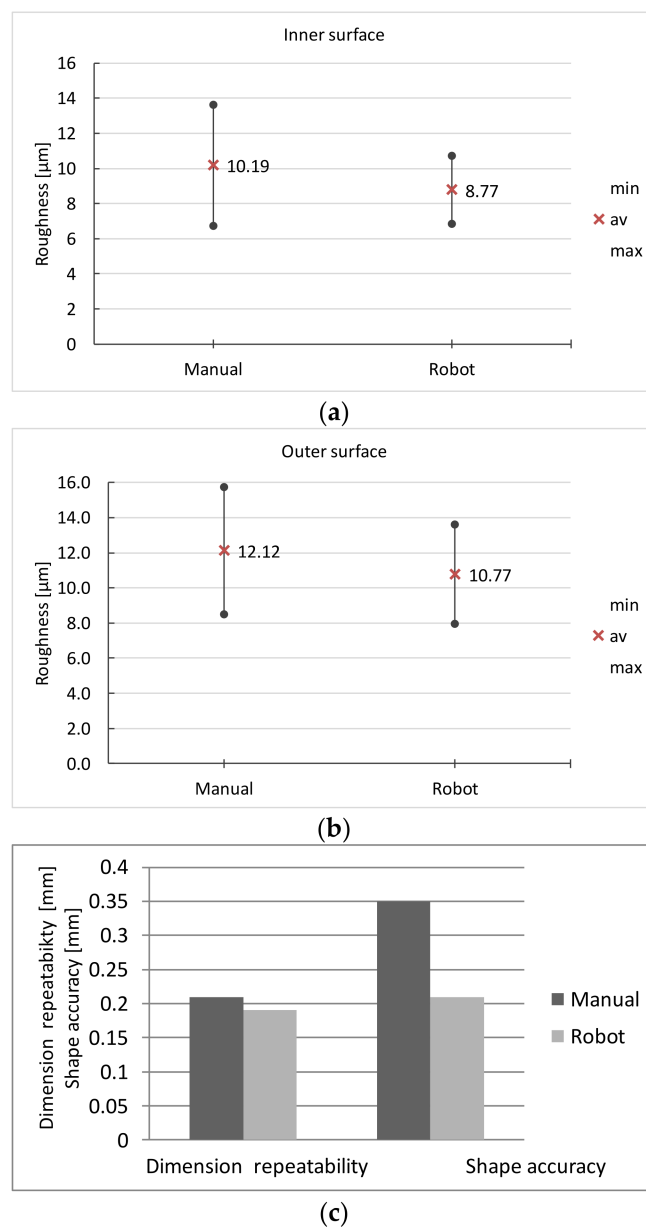 Inner surface
16
14
12
10
8
6
4
2
0
Roughness [µm]
10.19
8.77
min
av
max
Manual Robot
(a)
Outer surface
16.0
14.0
12.0
10.0
8.0
6.0
4.0
2.0
0.0
Roughness [µm]
12.12
10.77
min
av
max
Manual Robot
(b)
0.4
0.35
0.3
0.25
0.2
0.15
0.1
0.05
0
Dimension repeatabikty [mm]
Shape accuracy [mm]
Manual
Robot
Dimension repeatability Shape accuracy
(c)